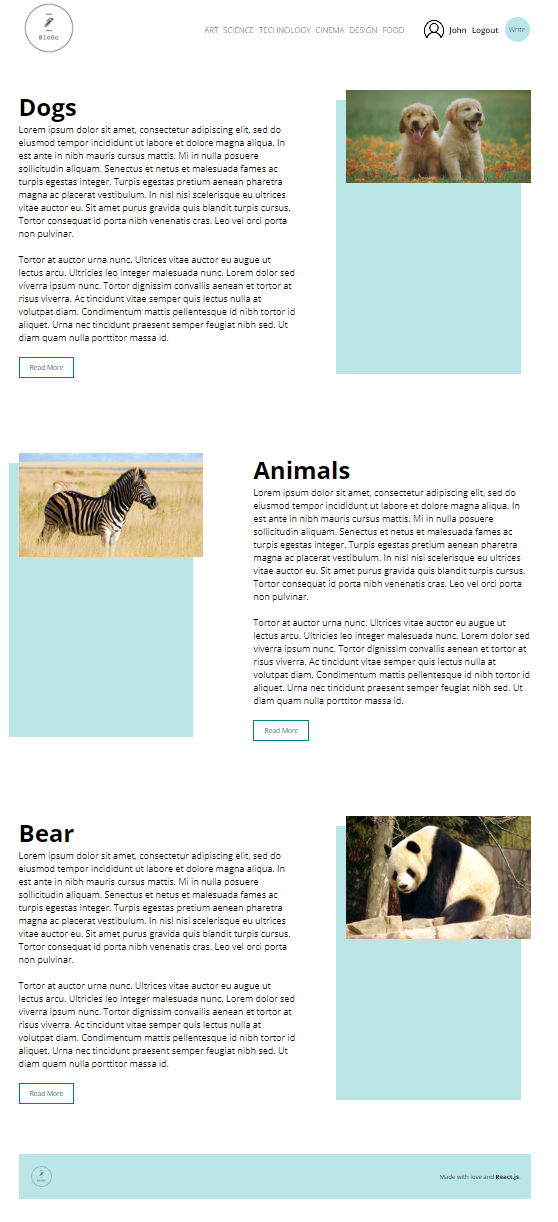 BloGo
ART SCIENCE TECHNOLOGY CINEMA DESIGN FOOD John Logout Write
Dogs
Lorem ipsum dolor sit amet, consectetur adipiscing elit, sed do
eiusmod tempor incididunt ut labore et dolore magna aliqua. In
est ante in nibh mauris cursus mattis. Mi in nulla posuere
sollicitudin aliquam. Senectus et netus et malesuada fames ac
turpis egestas integer. Turpis egestas pretium aenean pharetra
magna ac placerat vestibulum. In nisl nisi scelerisque eu ultrices
vitae auctor eu. Sit amet purus gravida quis blandit turpis cursus.
Tortor consequat id porta nibh venenatis cras. Leo vel orci porta
non pulvinar.
Tortor at auctor urna nunc. Ultrices vitae auctor eu augue ut
lectus arcu. Ultricies leo integer malesuada nunc. Lorem dolor sed
viverra ipsum nunc. Tortor dignissim convallis aenean et tortor at
risus viverra. Ac tincidunt vitae semper quis lectus nulla at
volutpat diam. Condimentum mattis pellentesque id nibh tortor id
aliquet. Urna nec tincidunt praesent semper feugiat nibh sed. Ut
diam quam nulla porttitor massa id.
Read More
Animals
Lorem ipsum dolor sit amet, consectetur adipiscing elit, sed do
eiusmod tempor incididunt ut labore et dolore magna aliqua. In
est ante in nibh mauris cursus mattis. Mi in nulla posuere
sollicitudin aliquam. Senectus et netus et malesuada fames ac
turpis egestas integer. Turpis egestas pretium aenean pharetra
magna ac placerat vestibulum. In nisl nisi scelerisque eu ultrices
vitae auctor eu. Sit amet purus gravida quis blandit turpis cursus.
Tortor consequat id porta nibh venenatis cras. Leo vel orci porta
non pulvinar.
Tortor at auctor urna nunc. Ultrices vitae auctor eu augue ut
lectus arcu. Ultricies leo integer malesuada nunc. Lorem dolor sed
viverra ipsum nunc. Tortor dignissim convallis aenean et tortor at
risus viverra. Ac tincidunt vitae semper quis lectus nulla at
volutpat diam. Condimentum mattis pellentesque id nibh tortor id
aliquet. Urna nec tincidunt praesent semper feugiat nibh sed. Ut
diam quam nulla porttitor massa id.
Read More
Bear
Lorem ipsum dolor sit amet, consectetur adipiscing elit, sed do
eiusmod tempor incididunt ut labore et dolore magna aliqua. In
est ante in nibh mauris cursus mattis. Mi in nulla posuere
sollicitudin aliquam. Senectus et netus et malesuada fames ac
turpis egestas integer. Turpis egestas pretium aenean pharetra
magna ac placerat vestibulum. In nisl nisi scelerisque eu ultrices
vitae auctor eu. Sit amet purus gravida quis blandit turpis cursus.
Tortor consequat id porta nibh venenatis cras. Leo vel orci porta
non pulvinar.
Tortor at auctor urna nunc. Ultrices vitae auctor eu augue ut
lectus arcu. Ultricies leo integer malesuada nunc. Lorem dolor sed
viverra ipsum nunc. Tortor dignissim convallis aenean et tortor at
risus viverra. Ac tincidunt vitae semper quis lectus nulla at
volutpat diam. Condimentum mattis pellentesque id nibh tortor id
aliquet. Urna nec tincidunt praesent semper feugiat nibh sed. Ut
diam quam nulla porttitor massa id.
Read More
Made with love and React.js.